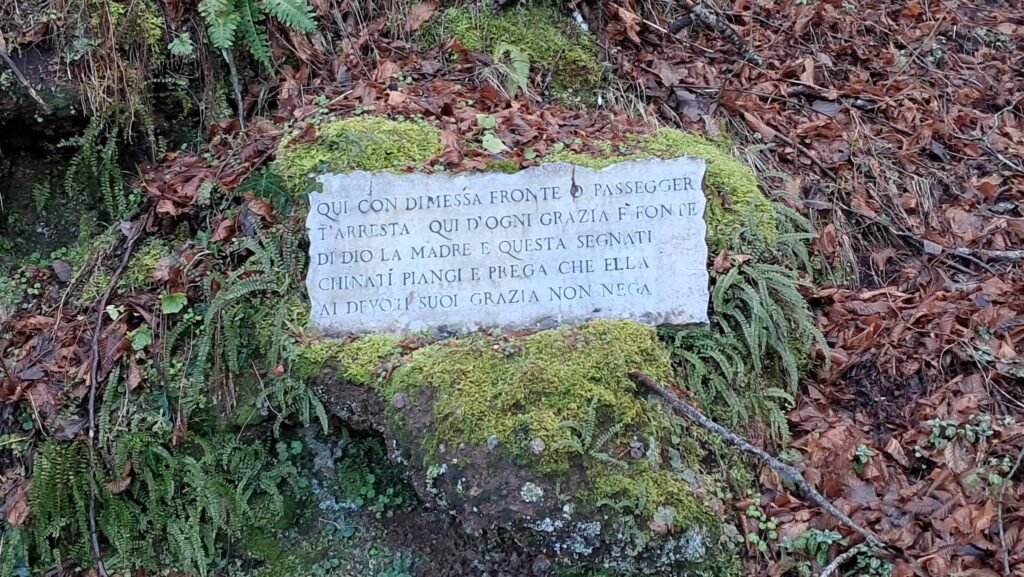 QUI CON DIMESSA FRONTE O PASSEGGER
T'ARRESTA QUI D'OGNI GRAZIA È FONTE
DI DIO LA MADRE E QUESTA SEGNATI
CHINATI PIANGI E PREGA CHE ELLA
AI DEVOTI SUOI GRAZIA NON NEGA